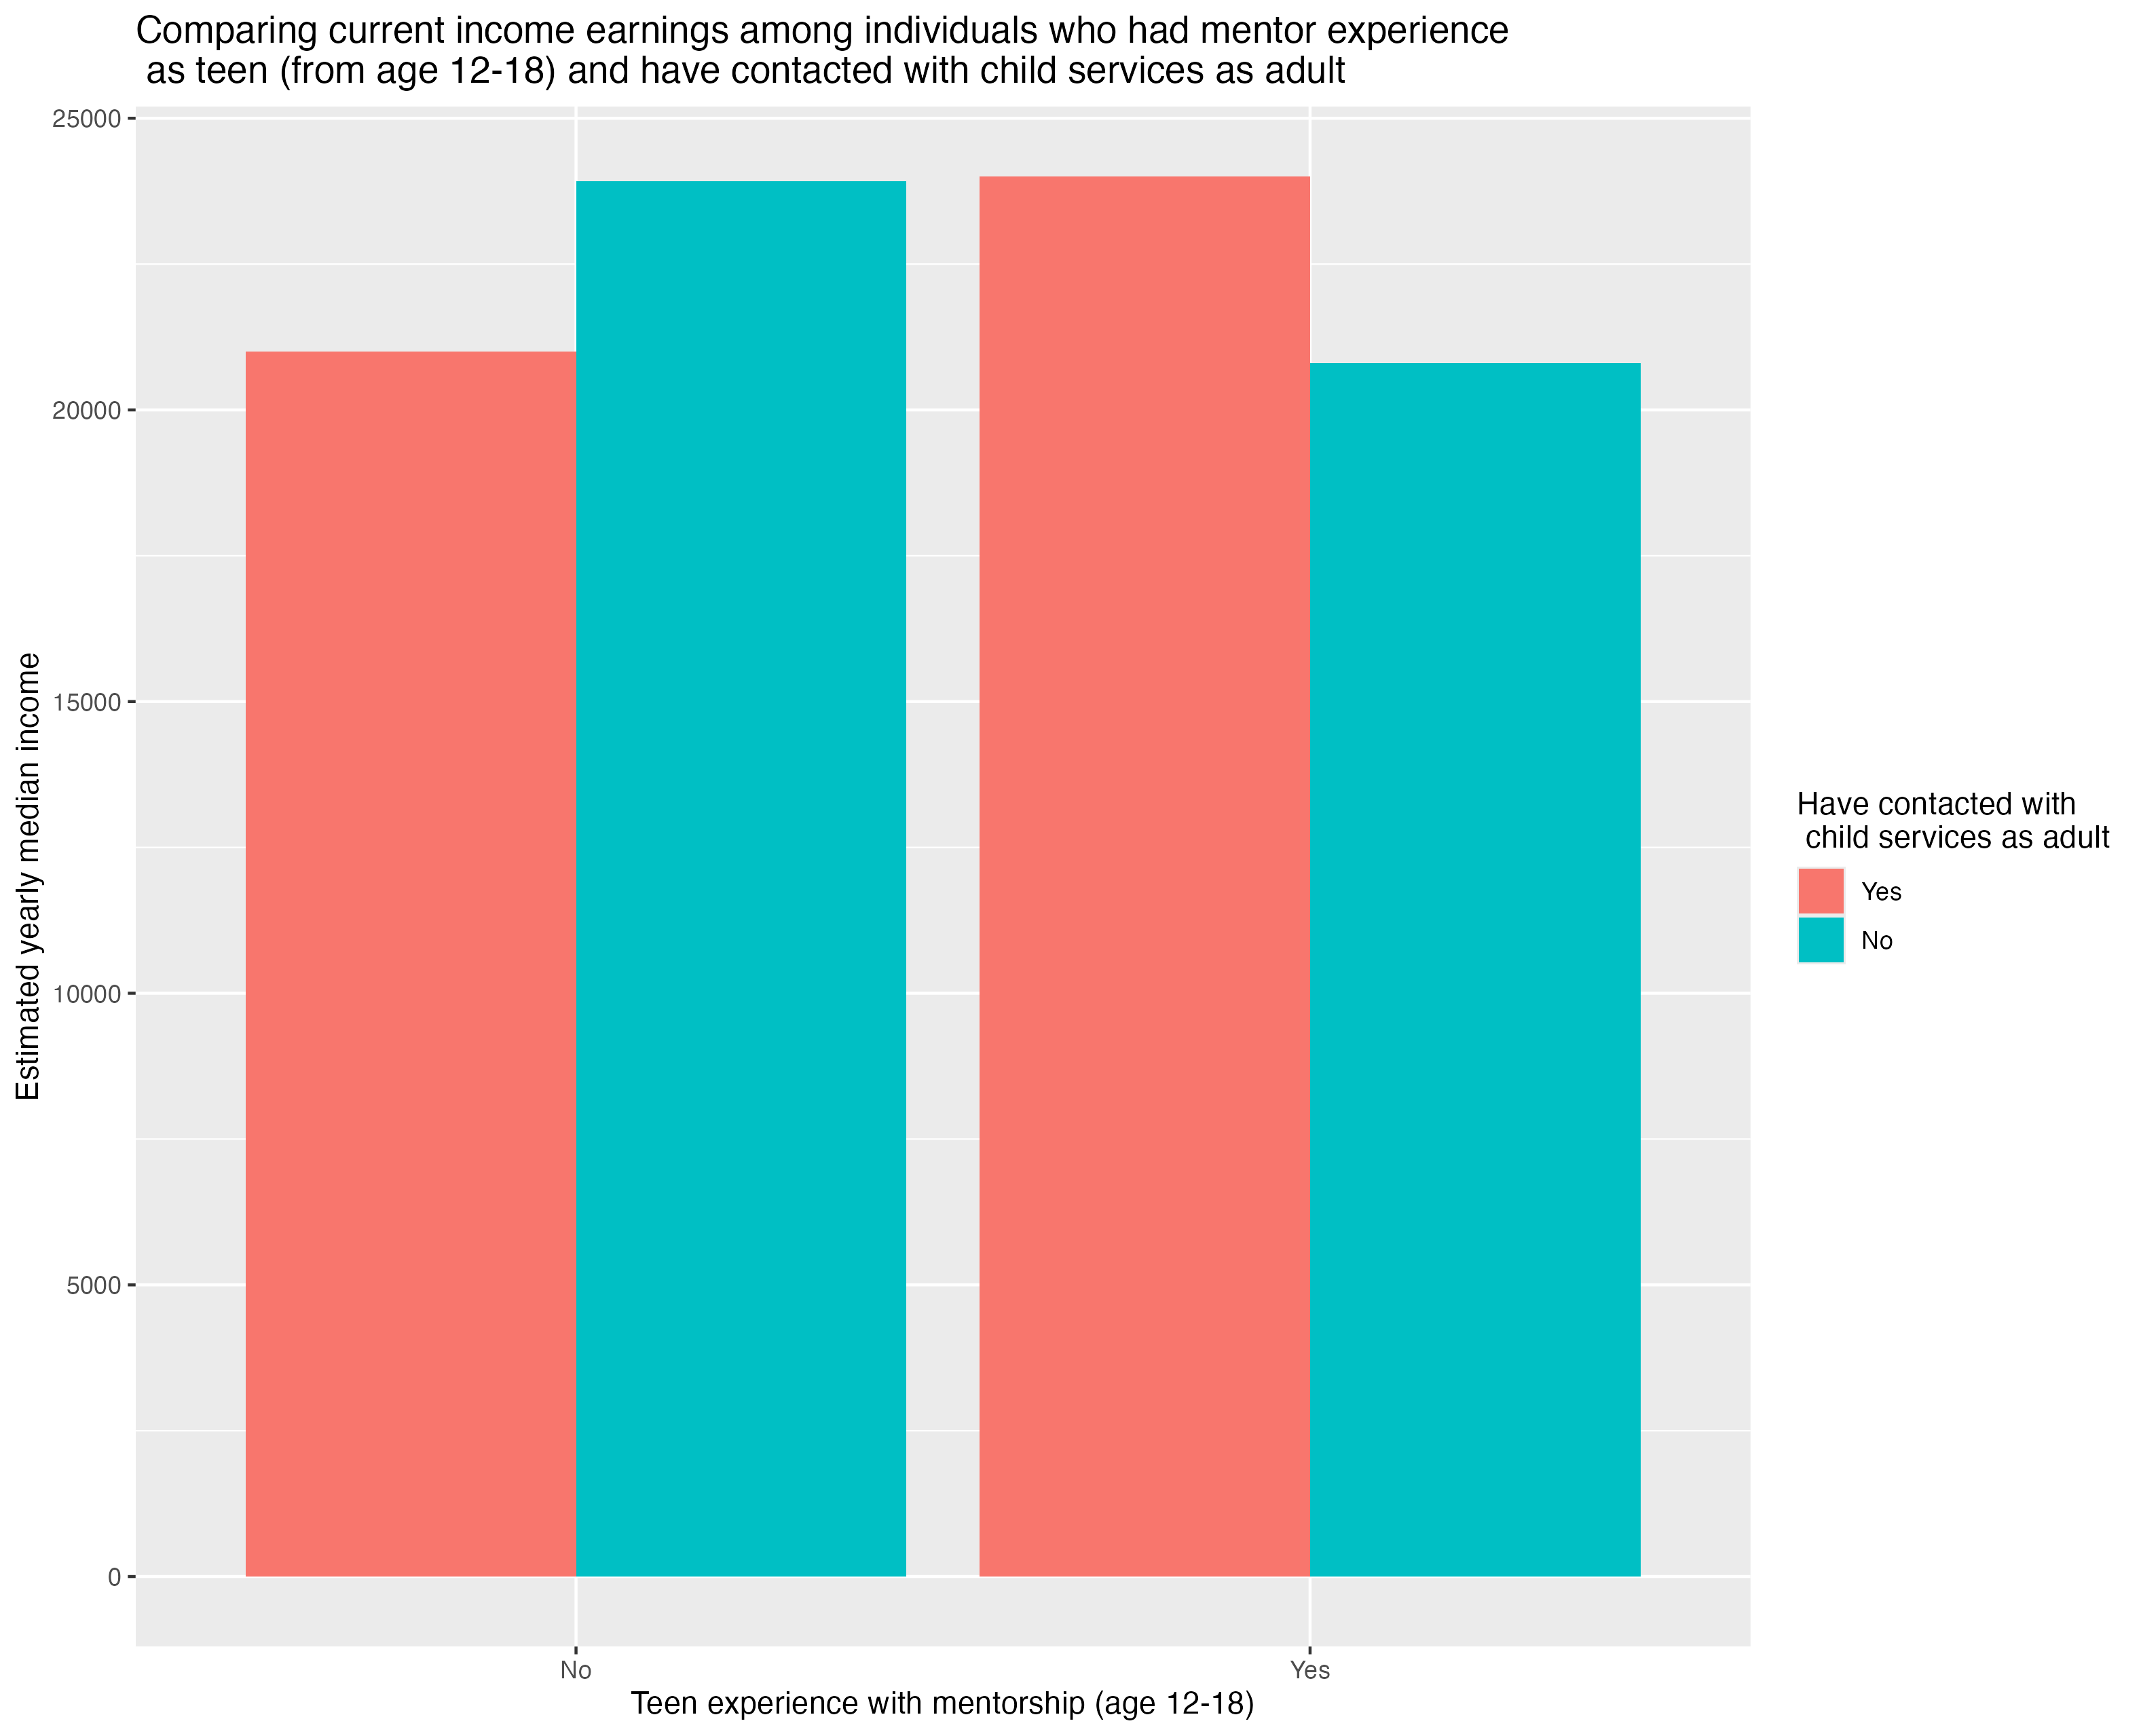 Comparing current income earnings among individuals who had mentor experience
as teen (from age 12-18) and have contacted with child services as adult
Estimated yearly median income
25000
20000
15000
10000
5000
0
No
Yes
Teen experience with mentorship (age 12-18)
Have contacted with
child services as adult
Yes
No